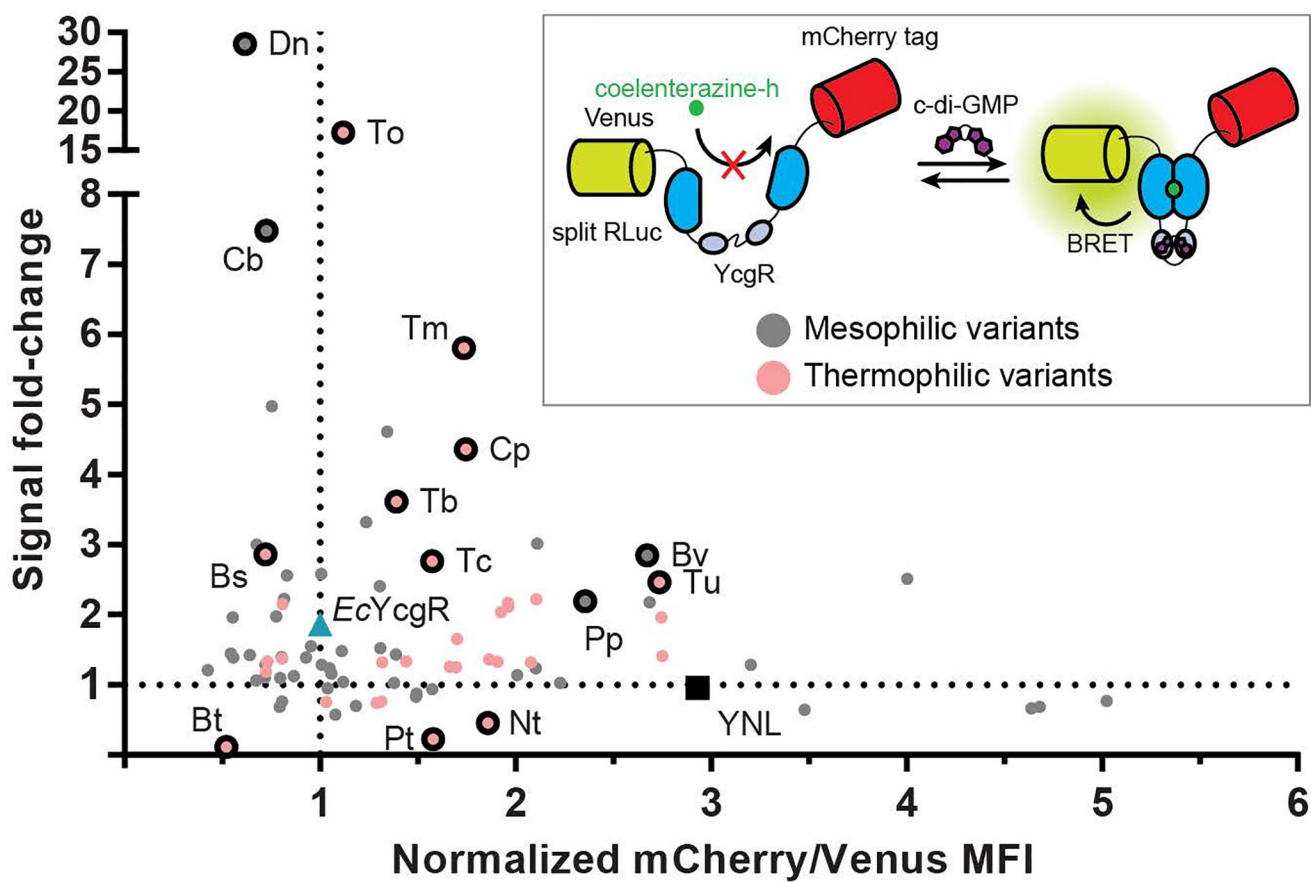 30
25
20
15
8
7
6
5
4
3
2
1
Signal fold-change
Dn
To
Cb
Tm
Cp
Tb
Bs
Tc
Bv
Tu
EcYcgR
Pp
Bt
Pt
Nt
YNL
1
2
3
4
5
6
Normalized mCherry/Venus MFI
mCherry tag
coelenterazine-h
Venus
c-di-GMP
split RLuc
YcgR
BRET
Mesophilic variants
Thermophilic variants